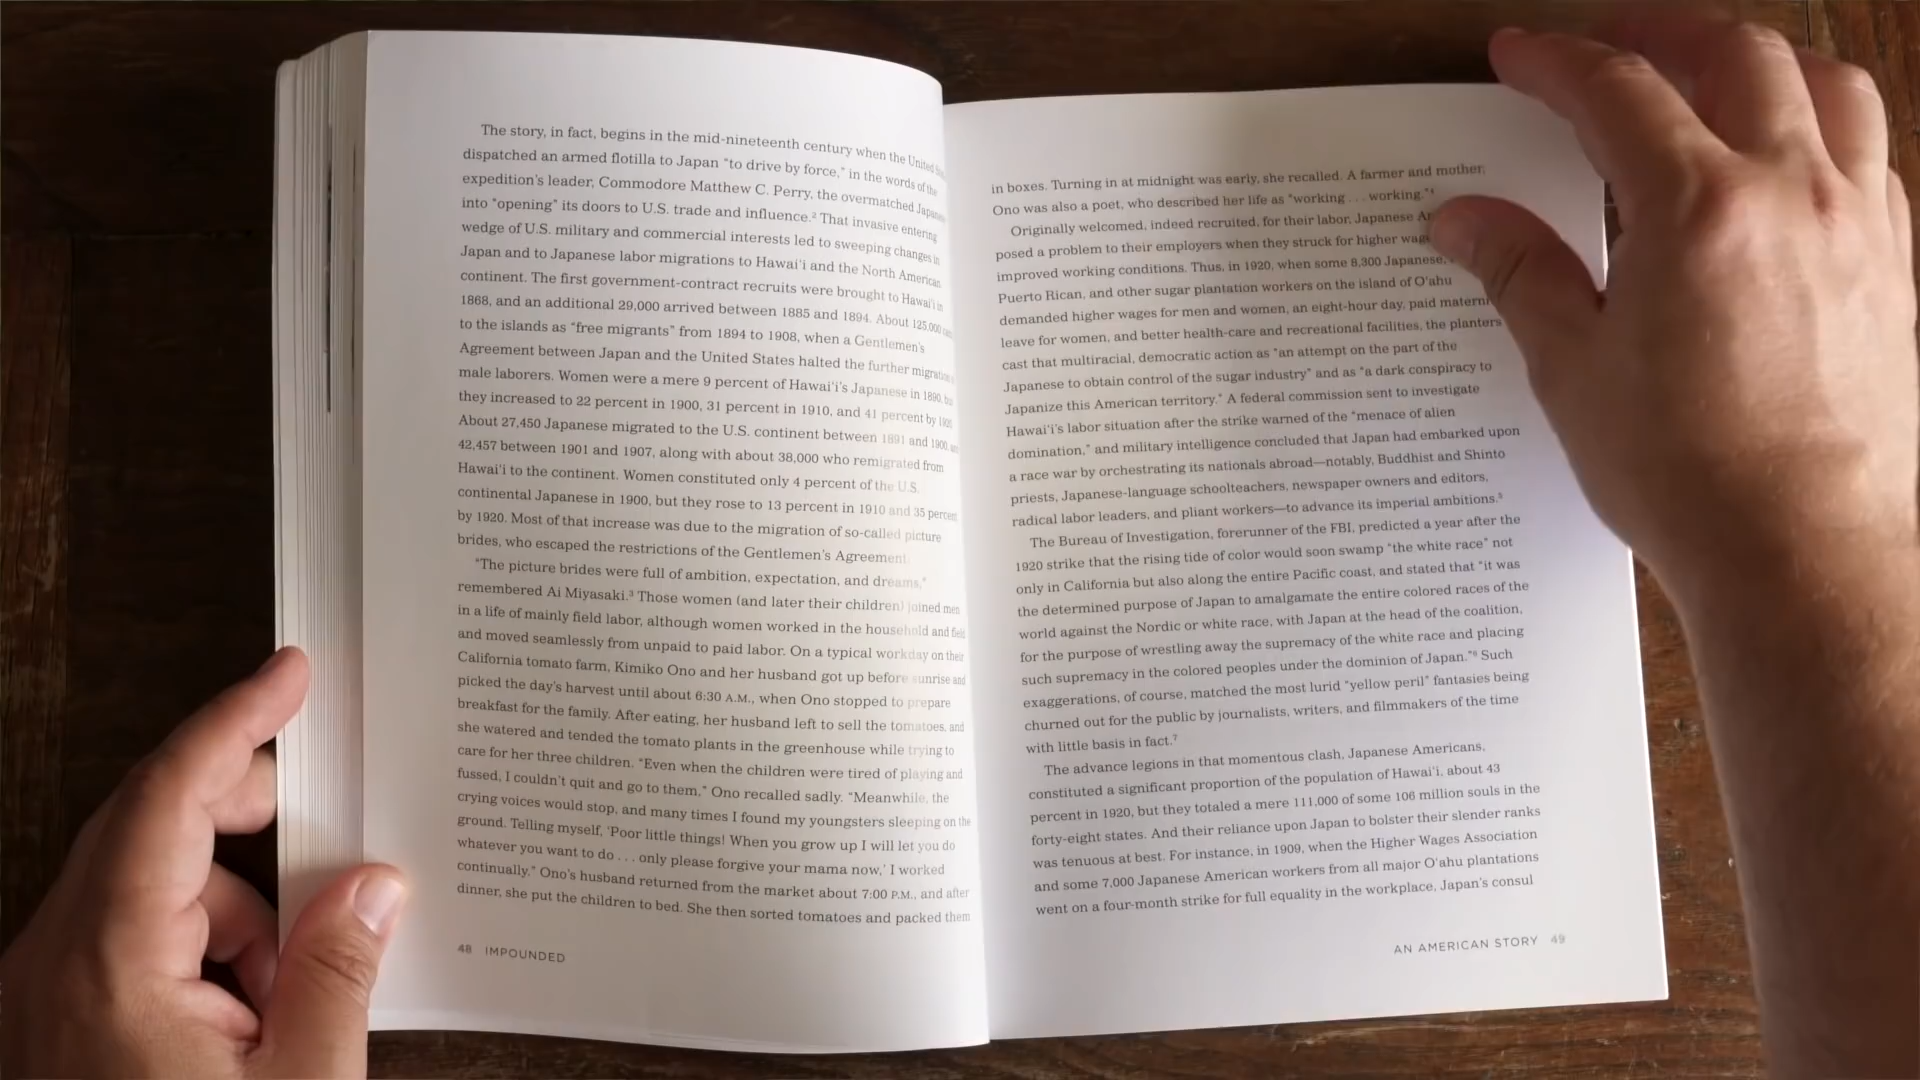 The story, in fact, begins in the mid-nineteenth century when the United
dispatched an armed flotilla to Japan “to drive by force,” in the words of the
expedition’s leader, Commodore Matthew C. Perry, the overmatched Japanese
into “opening” its doors to U.S. trade and influence.² That invasive entering
wedge of U.S. military and commercial interests led to sweeping changes in
Japan and to Japanese labor migrations to Hawai‘i and the North American
continent. The first government-contract recruits were brought to Hawai‘i in
1868, and an additional 29,000 arrived between 1885 and 1894. About 125,000
to the islands as “free migrants” from 1894 to 1908, when a Gentlemen’s
Agreement between Japan and the United States halted the further migration
male laborers. Women were a mere 9 percent of Hawai‘i’s Japanese in 1890, but
they increased to 22 percent in 1900, 31 percent in 1910, and 41 percent by 1920.
About 27,450 Japanese migrated to the U.S. continent between 1891 and 1900, and
42,457 between 1901 and 1907, along with about 38,000 who remigrated from
Hawai‘i to the continent. Women constituted only 4 percent of the U.S.
continental Japanese in 1900, but they rose to 13 percent in 1910 and 35 percent
by 1920. Most of that increase was due to the migration of so-called picture
brides, who escaped the restrictions of the Gentlemen’s Agreement.
“The picture brides were full of ambition, expectation, and dreams,”
remembered Ai Miyasaki.³ Those women (and later their children) joined men
in a life of mainly field labor, although women worked in the household and field
and moved seamlessly from unpaid to paid labor. On a typical workday on their
California tomato farm, Kimiko Ono and her husband got up before sunrise and
picked the day’s harvest until about 6:30 A.M., when Ono stopped to prepare
breakfast for the family. After eating, her husband left to sell the tomatoes, and
she watered and tended the tomato plants in the greenhouse while trying to
care for her three children. “Even when the children were tired of playing and
fussed, I couldn’t quit and go to them,” Ono recalled sadly. “Meanwhile, the
crying voices would stop, and many times I found my youngsters sleeping on the
ground. Telling myself, ‘Poor little things! When you grow up I will let you do
whatever you want to do . . . only please forgive your mama now,’ I worked
continually.” Ono’s husband returned from the market about 7:00 P.M., and after
dinner, she put the children to bed. She then sorted tomatoes and packed them
48 IMPOUNDED
in boxes. Turning in at midnight was early, she recalled. A farmer and mother,
Ono was also a poet, who described her life as “working . . . working.”⁴
Originally welcomed, indeed recruited, for their labor, Japanese
posed a problem to their employers when they struck for higher
improved working conditions. Thus, in 1920, when some 8,300 Japanese,
Puerto Rican, and other sugar plantation workers on the island of O‘ahu
demanded higher wages for men and women, an eight-hour day, paid maternity
leave for women, and better health-care and recreational facilities, the planters
cast that multiracial, democratic action as “an attempt on the part of the
Japanese to obtain control of the sugar industry” and as “a dark conspiracy to
Japanize this American territory.” A federal commission sent to investigate
Hawai‘i’s labor situation after the strike warned of the “menace of alien
domination,” and military intelligence concluded that Japan had embarked upon
a race war by orchestrating its nationals abroad—notably, Buddhist and Shinto
priests, Japanese-language schoolteachers, newspaper owners and editors,
radical labor leaders, and pliant workers—to advance its imperial ambitions.⁵
The Bureau of Investigation, forerunner of the FBI, predicted a year after the
1920 strike that the rising tide of color would soon swamp “the white race” not
only in California but also along the entire Pacific coast, and stated that “it was
the determined purpose of Japan to amalgamate the entire colored races of the
world against the Nordic or white race, with Japan at the head of the coalition,
for the purpose of wrestling away the supremacy of the white race and placing
such supremacy in the colored peoples under the dominion of Japan.”⁶ Such
exaggerations, of course, matched the most lurid “yellow peril” fantasies being
churned out for the public by journalists, writers, and filmmakers of the time
with little basis in fact.⁷
The advance legions in that momentous clash, Japanese Americans,
constituted a significant proportion of the population of Hawai‘i, about 43
percent in 1920, but they totaled a mere 111,000 of some 106 million souls in the
forty-eight states. And their reliance upon Japan to bolster their slender ranks
was tenuous at best. For instance, in 1909, when the Higher Wages Association
and some 7,000 Japanese American workers from all major O‘ahu plantations
went on a four-month strike for full equality in the workplace, Japan’s consul
AN AMERICAN STORY 49